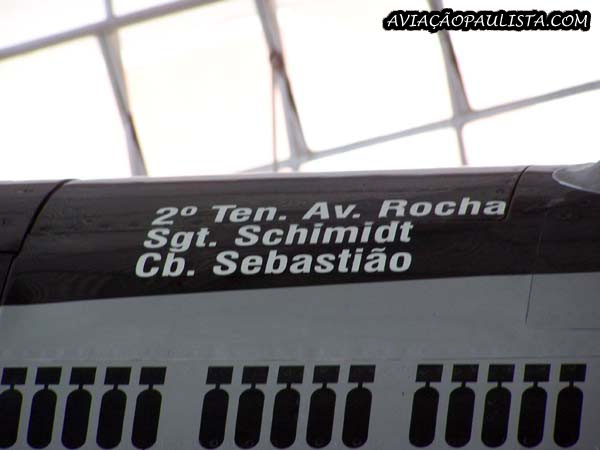 AVIAÇÃOPAULISTA.COM
2º Ten. Av. Rocha
Sgt. Schimidt
Cb. Sebastião